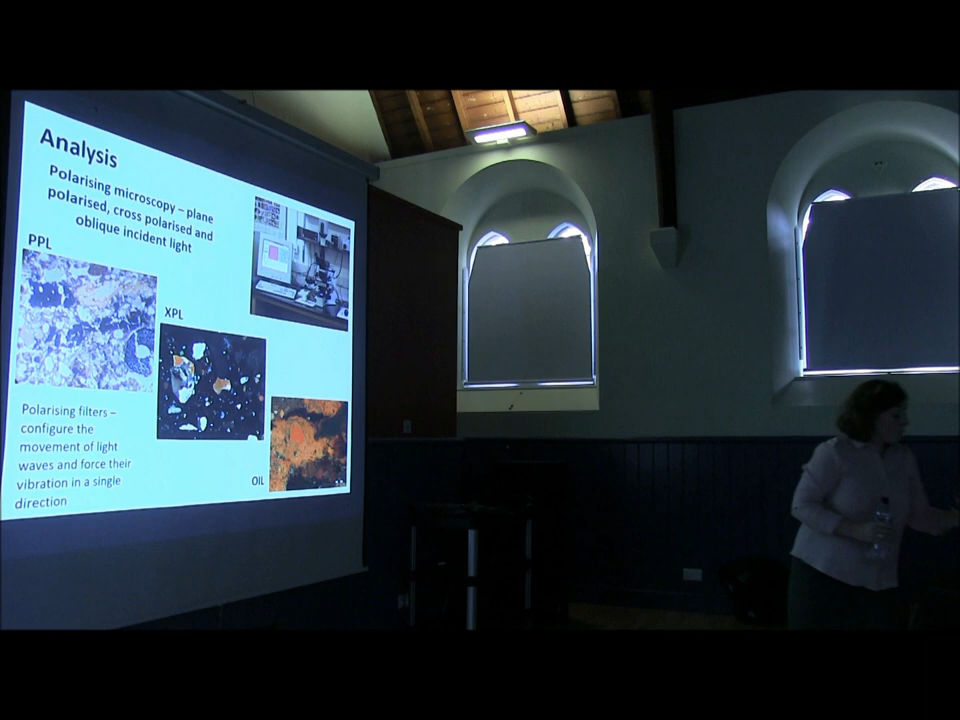 Analysis
Polarising microscopy – plane
polarised, cross polarised and
oblique incident light
PPL
XPL
Polarising filters –
configure the
movement of light
waves and force their
vibration in a single
direction
OIL